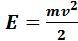 E = mv²/2